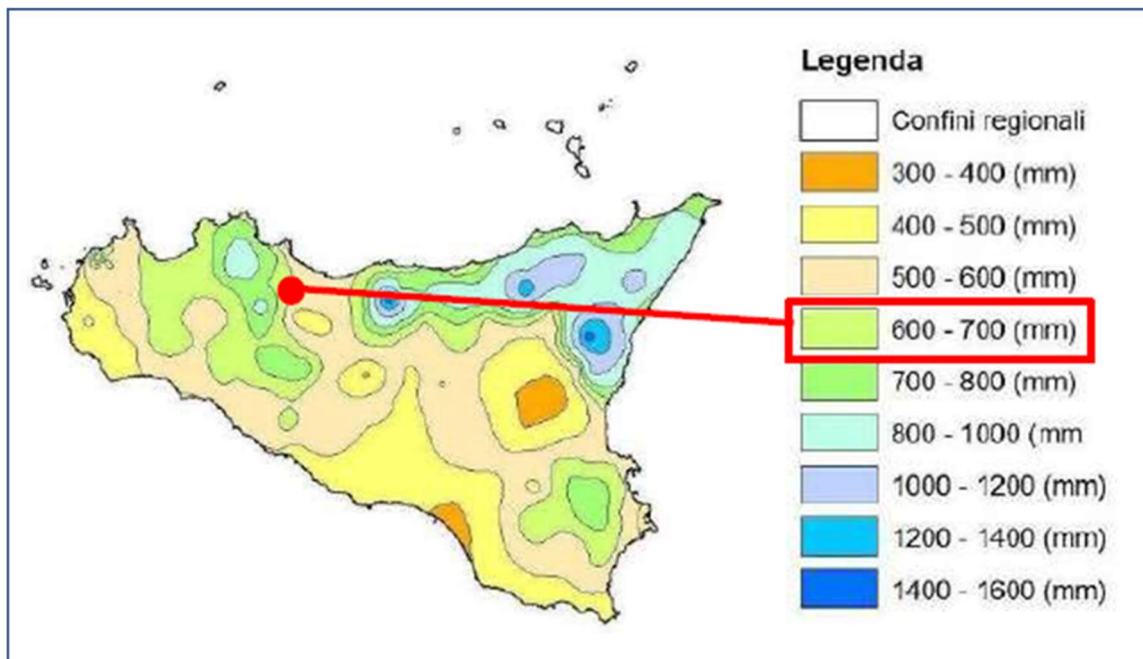 Legenda
Confini regionali
300 - 400 (mm)
400 - 500 (mm)
500 - 600 (mm)
600 - 700 (mm)
700 - 800 (mm)
800 - 1000 (mm
1000 - 1200 (mm)
1200 - 1400 (mm)
1400 - 1600 (mm)